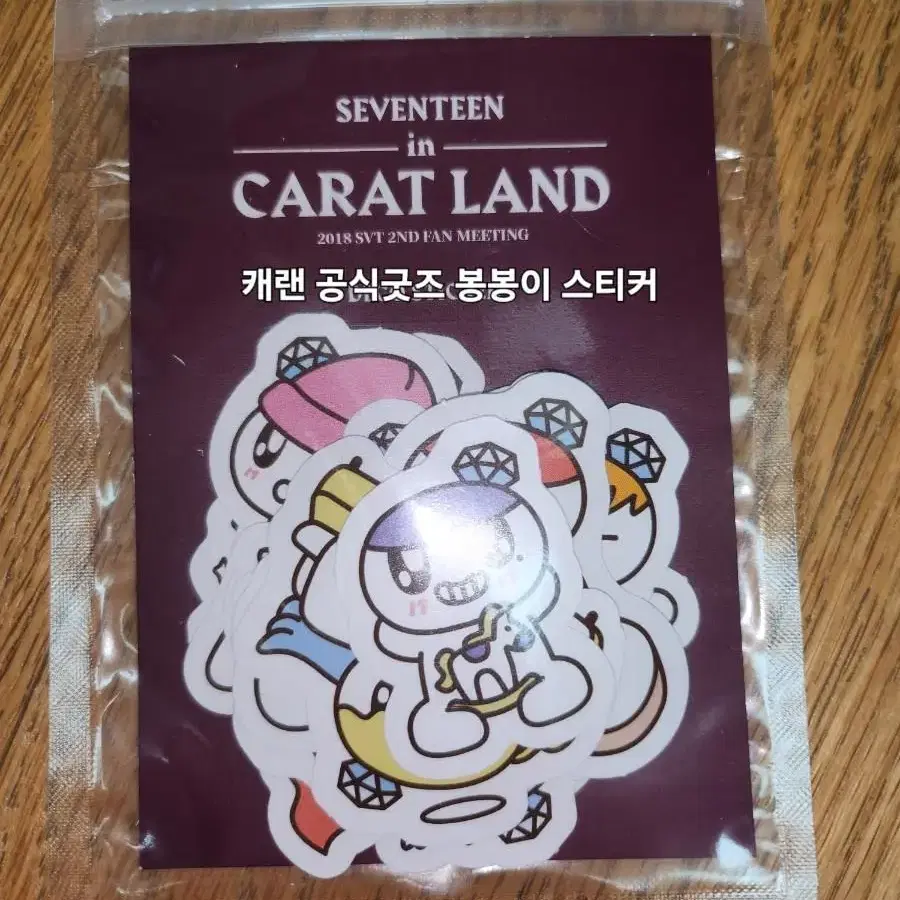 SEVENTEEN
in
CARAT LAND
2018 SVT 2ND FAN MEETING
캐랜 공식굿즈 봉봉이 스티커